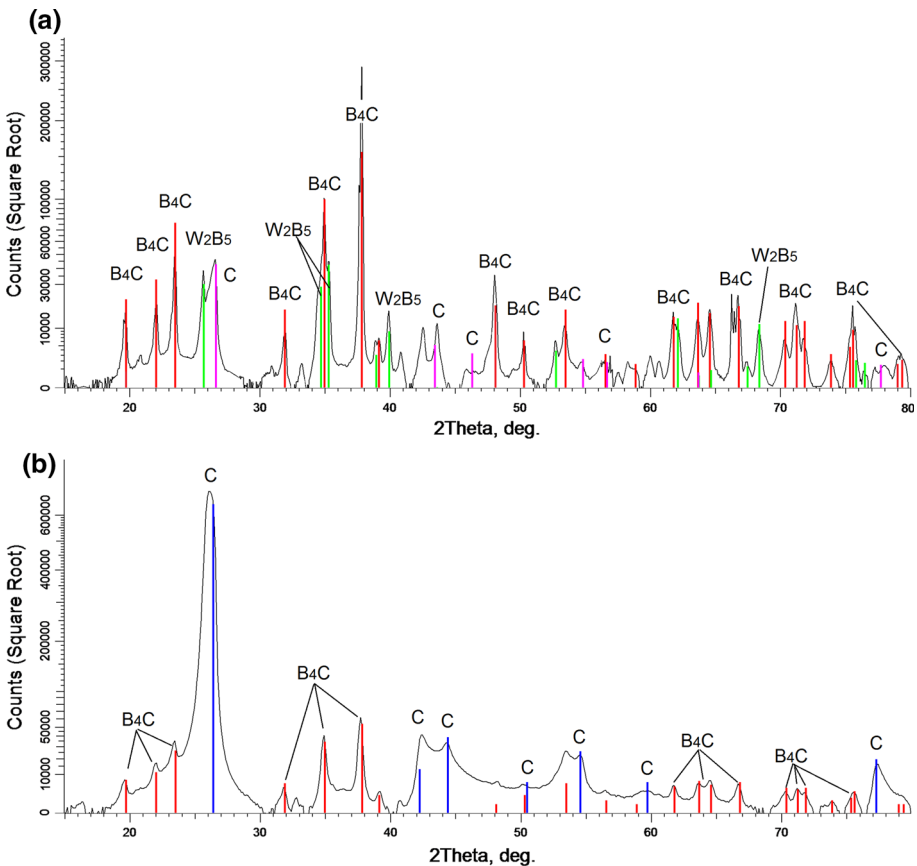 (a)
Counts (Square Root)
300000
200000
100000
60000
30000
10000
0
B4C
B4C
B4C
W2B5
C
B4C
W2B5
B4C
B4C
W2B5
C
C
B4C
B4C
B4C
C
B4C
B4C
W2B5
B4C
B4C
C
20 30 40 50 60 70 80
2Theta, deg.
(b)
Counts (Square Root)
600000
400000
200000
50000
10000
0
B4C
C
B4C
C
C
C
C
C
B4C
B4C
C
20 30 40 50 60 70
2Theta, deg.